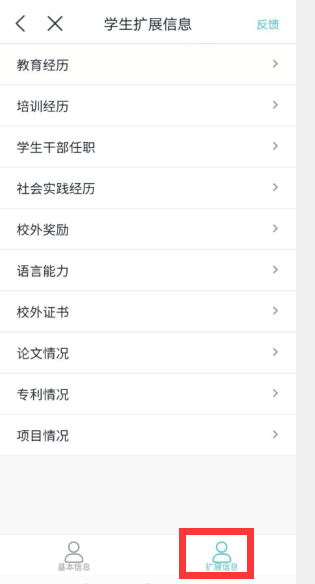 学生扩展信息 反馈
教育经历
培训经历
学生干部任职
社会实践经历
校外奖励
语言能力
校外证书
论文情况
专利情况
项目情况
基本信息 扩展信息